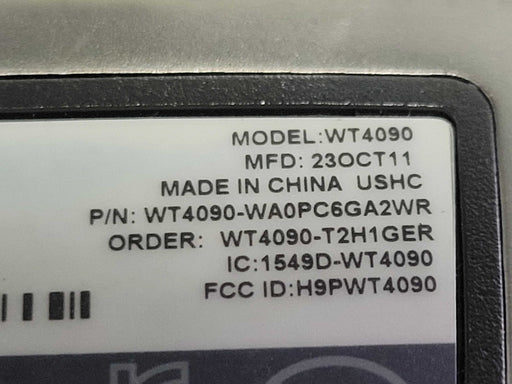 MODEL:WT4090
MFD: 23OCT11
MADE IN CHINA USHC
P/N: WT4090-WA0PC6GA2WR
ORDER: WT4090-T2H1GER
IC:1549D-WT4090
FCC ID:H9PWT4090